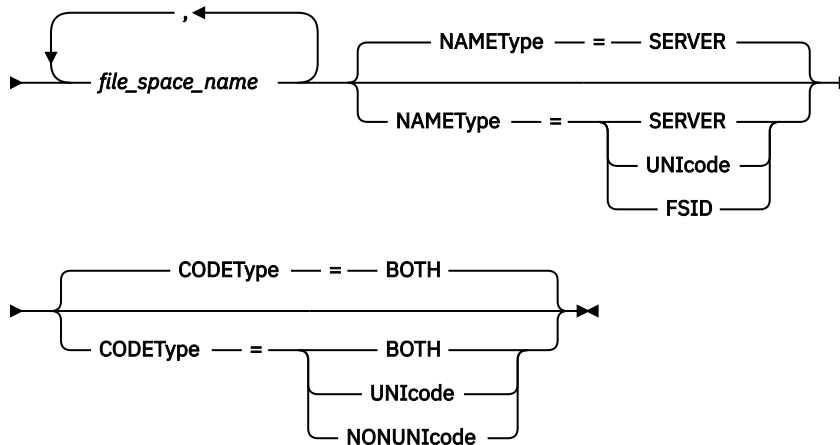 ,
file_space_name
NAMEType = SERVER
NAMEType = SERVER
UNIcode
FSID
CODEType = BOTH
CODEType = BOTH
UNIcode
NONUNIcode